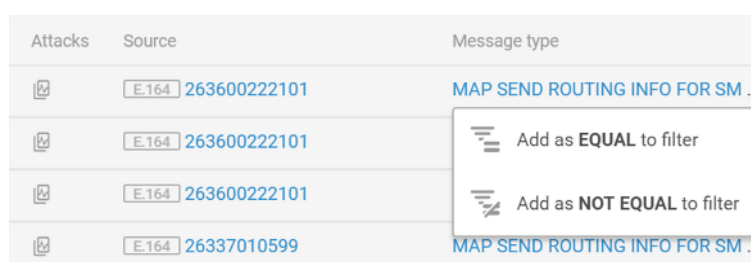 Attacks Source Message type
E.164 263600222101 MAP SEND ROUTING INFO FOR SM .
E.164 263600222101 Add as EQUAL to filter
E.164 263600222101 Add as NOT EQUAL to filter
E.164 26337010599 MAP SEND ROUTING INFO FOR SM .